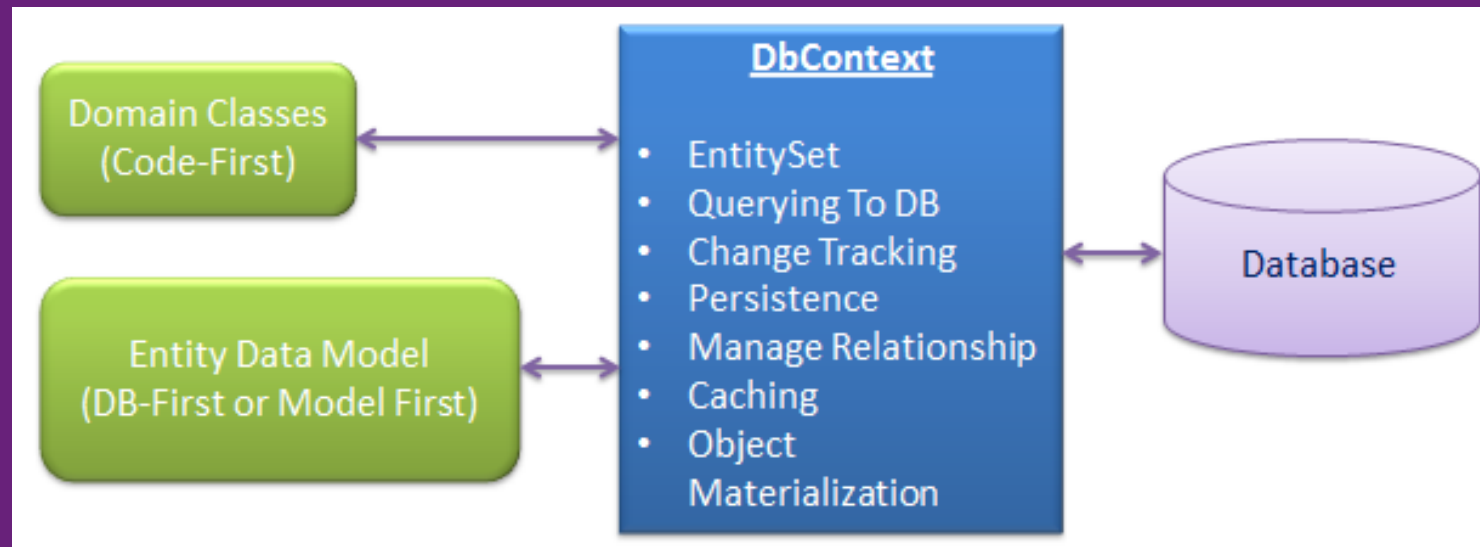 Domain Classes
(Code-First)
Entity Data Model
(DB-First or Model First)
DbContext
• EntitySet
• Querying To DB
• Change Tracking
• Persistence
• Manage Relationship
• Caching
• Object
Materialization
Database